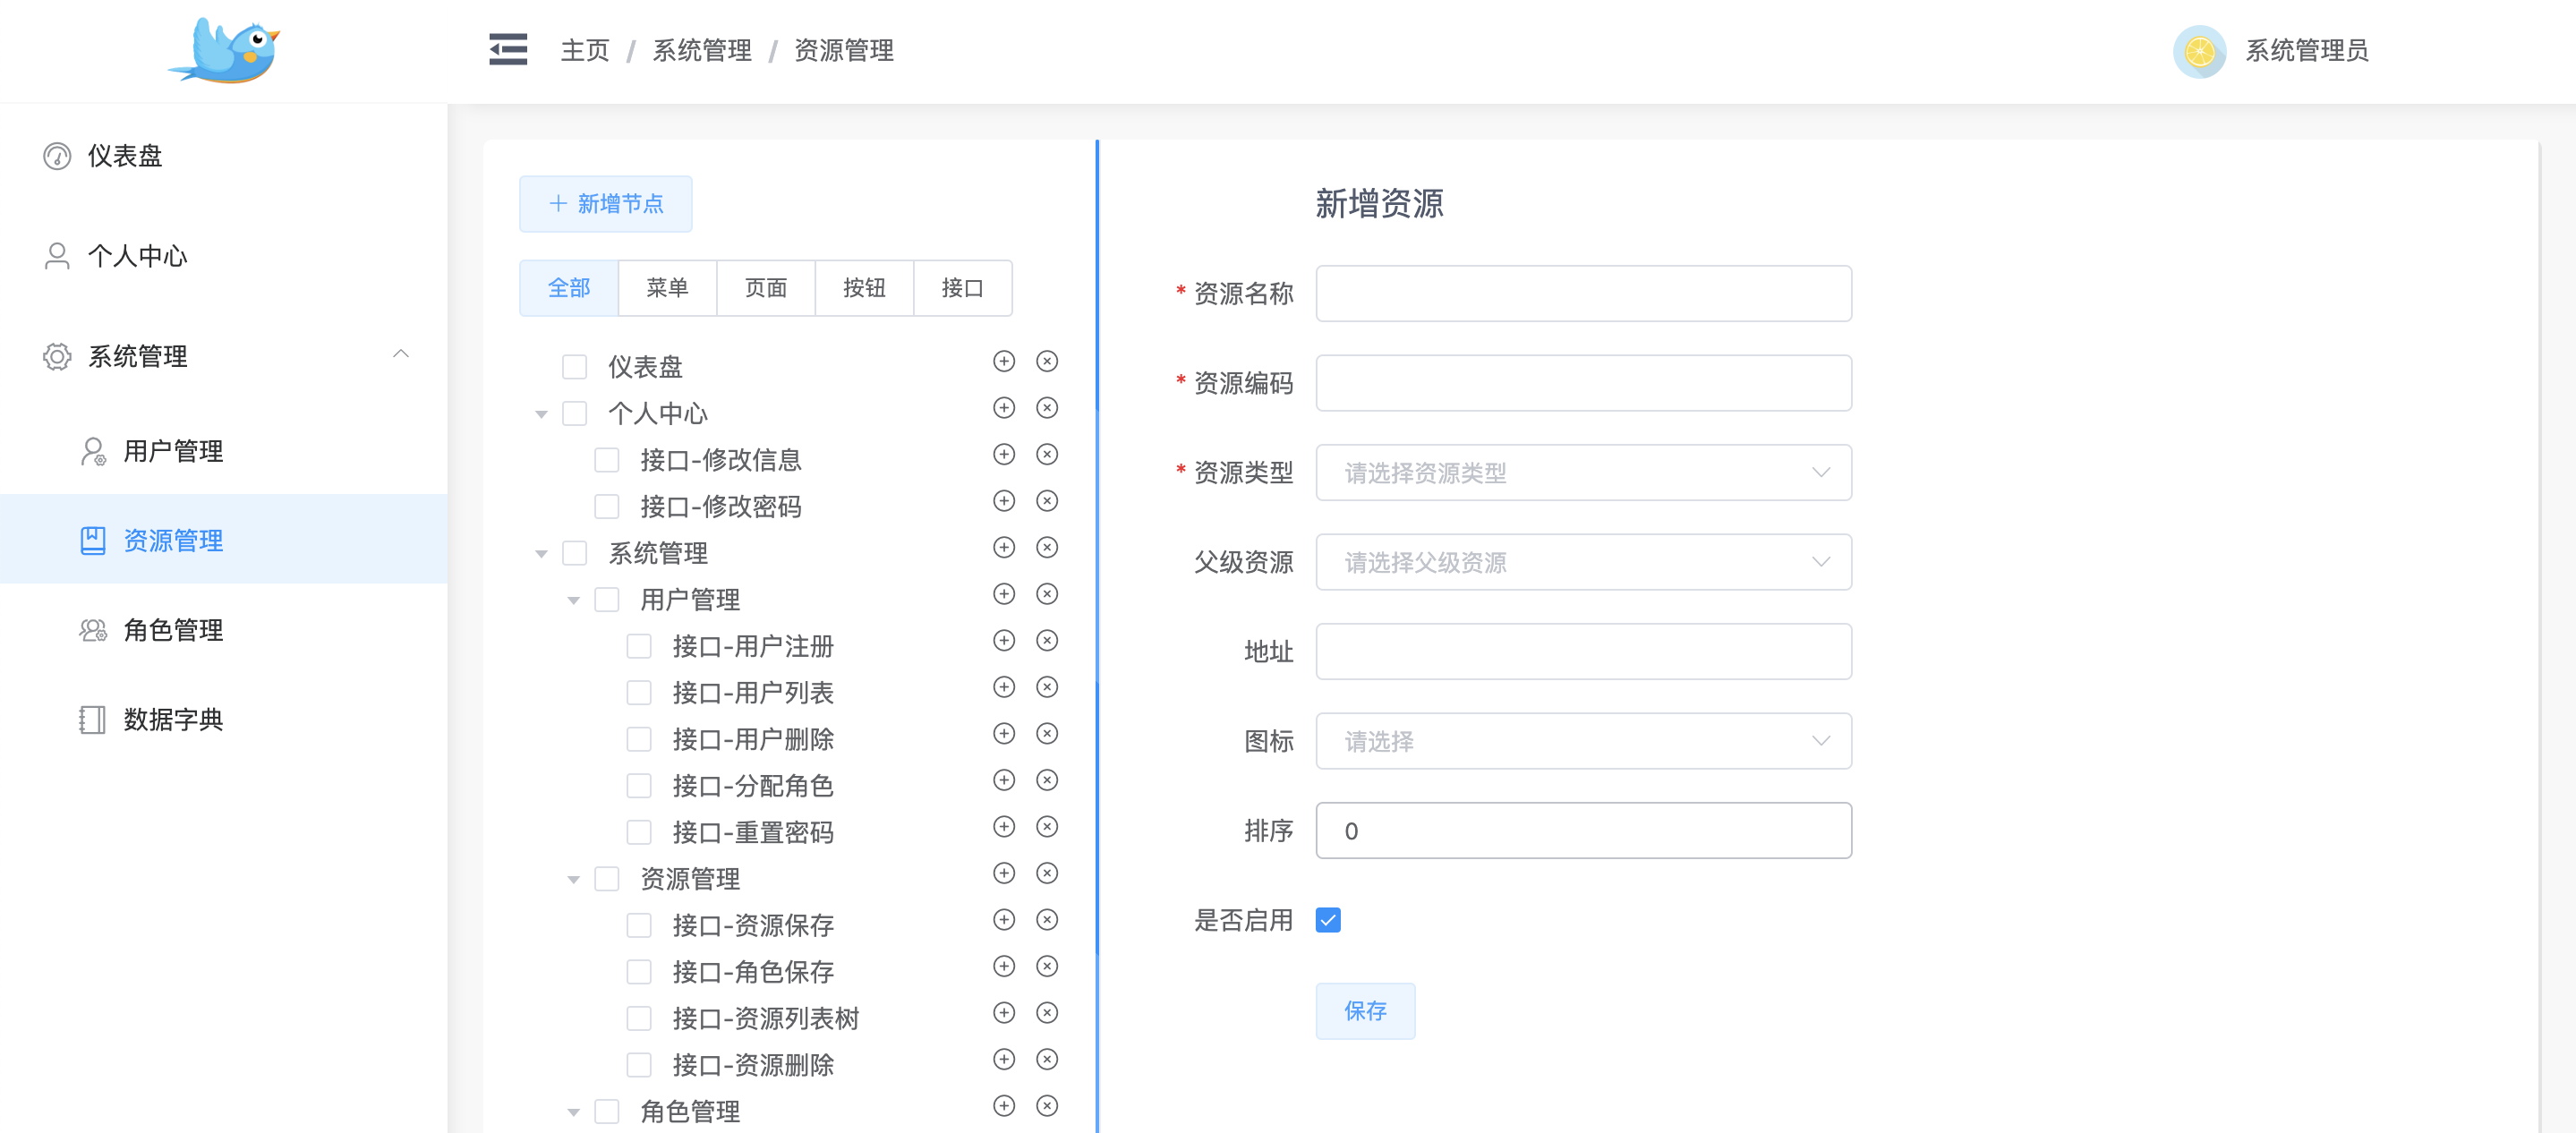 主页 / 系统管理 / 资源管理
系统管理员
仪表盘
个人中心
系统管理
用户管理
资源管理
角色管理
数据字典
+ 新增节点
全部 菜单 页面 按钮 接口
仪表盘
个人中心
接口-修改信息
接口-修改密码
系统管理
用户管理
接口-用户注册
接口-用户列表
接口-用户删除
接口-分配角色
接口-重置密码
资源管理
接口-资源保存
接口-角色保存
接口-资源列表树
接口-资源删除
角色管理
新增资源
* 资源名称
* 资源编码
* 资源类型 请选择资源类型
父级资源 请选择父级资源
地址
图标 请选择
排序 0
是否启用
保存